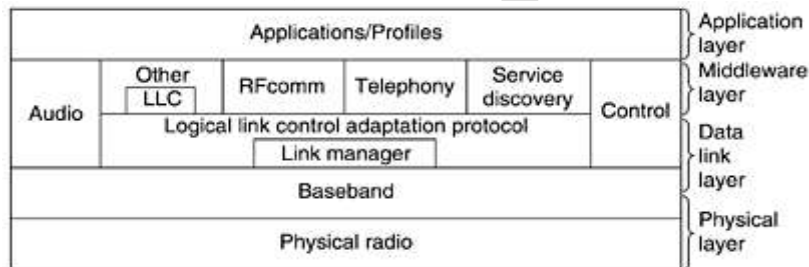 Applications/Profiles
Application
layer
Audio
Other
LLC
RFcomm
Telephony
Service
discovery
Control
Middleware
layer
Logical link control adaptation protocol
Link manager
Data
link
layer
Baseband
Physical radio
Physical
layer